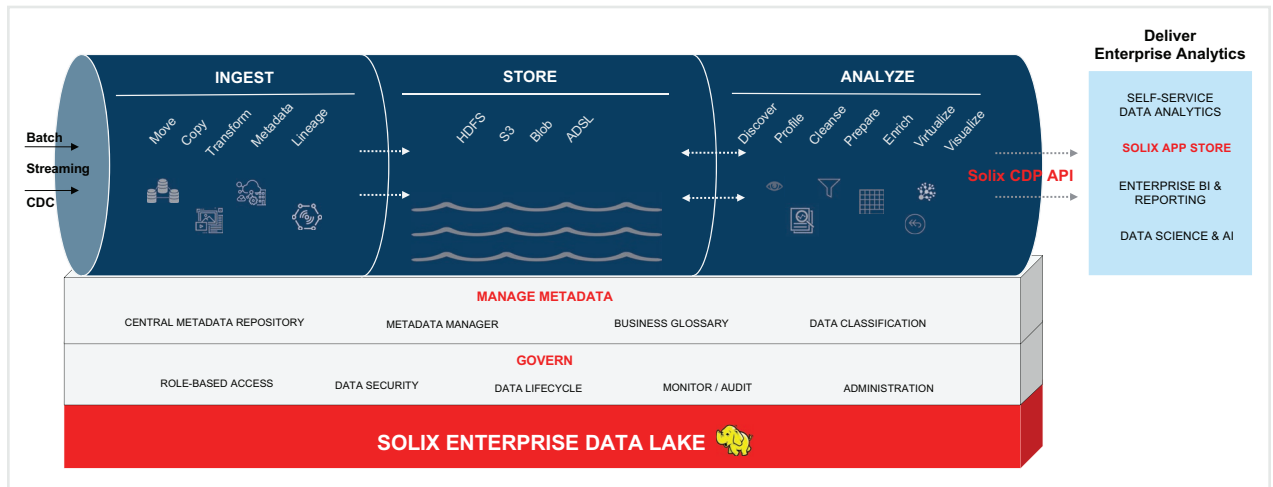 Deliver
Enterprise Analytics
INGEST
STORE
ANALYZE
Batch
Streaming
CDC
Move
Copy
Transform
Metadata
Lineage
HDFS
S3
Blob
ADSL
Discover
Profile
Cleanse
Prepare
Enrich
Virtualize
Visualize
Solix CDP API
SELF-SERVICE
DATA ANALYTICS
SOLIX APP STORE
ENTERPRISE BI &
REPORTING
DATA SCIENCE & AI
MANAGE METADATA
CENTRAL METADATA REPOSITORY
METADATA MANAGER
BUSINESS GLOSSARY
DATA CLASSIFICATION
GOVERN
ROLE-BASED ACCESS
DATA SECURITY
DATA LIFECYCLE
MONITOR / AUDIT
ADMINISTRATION
SOLIX ENTERPRISE DATA LAKE